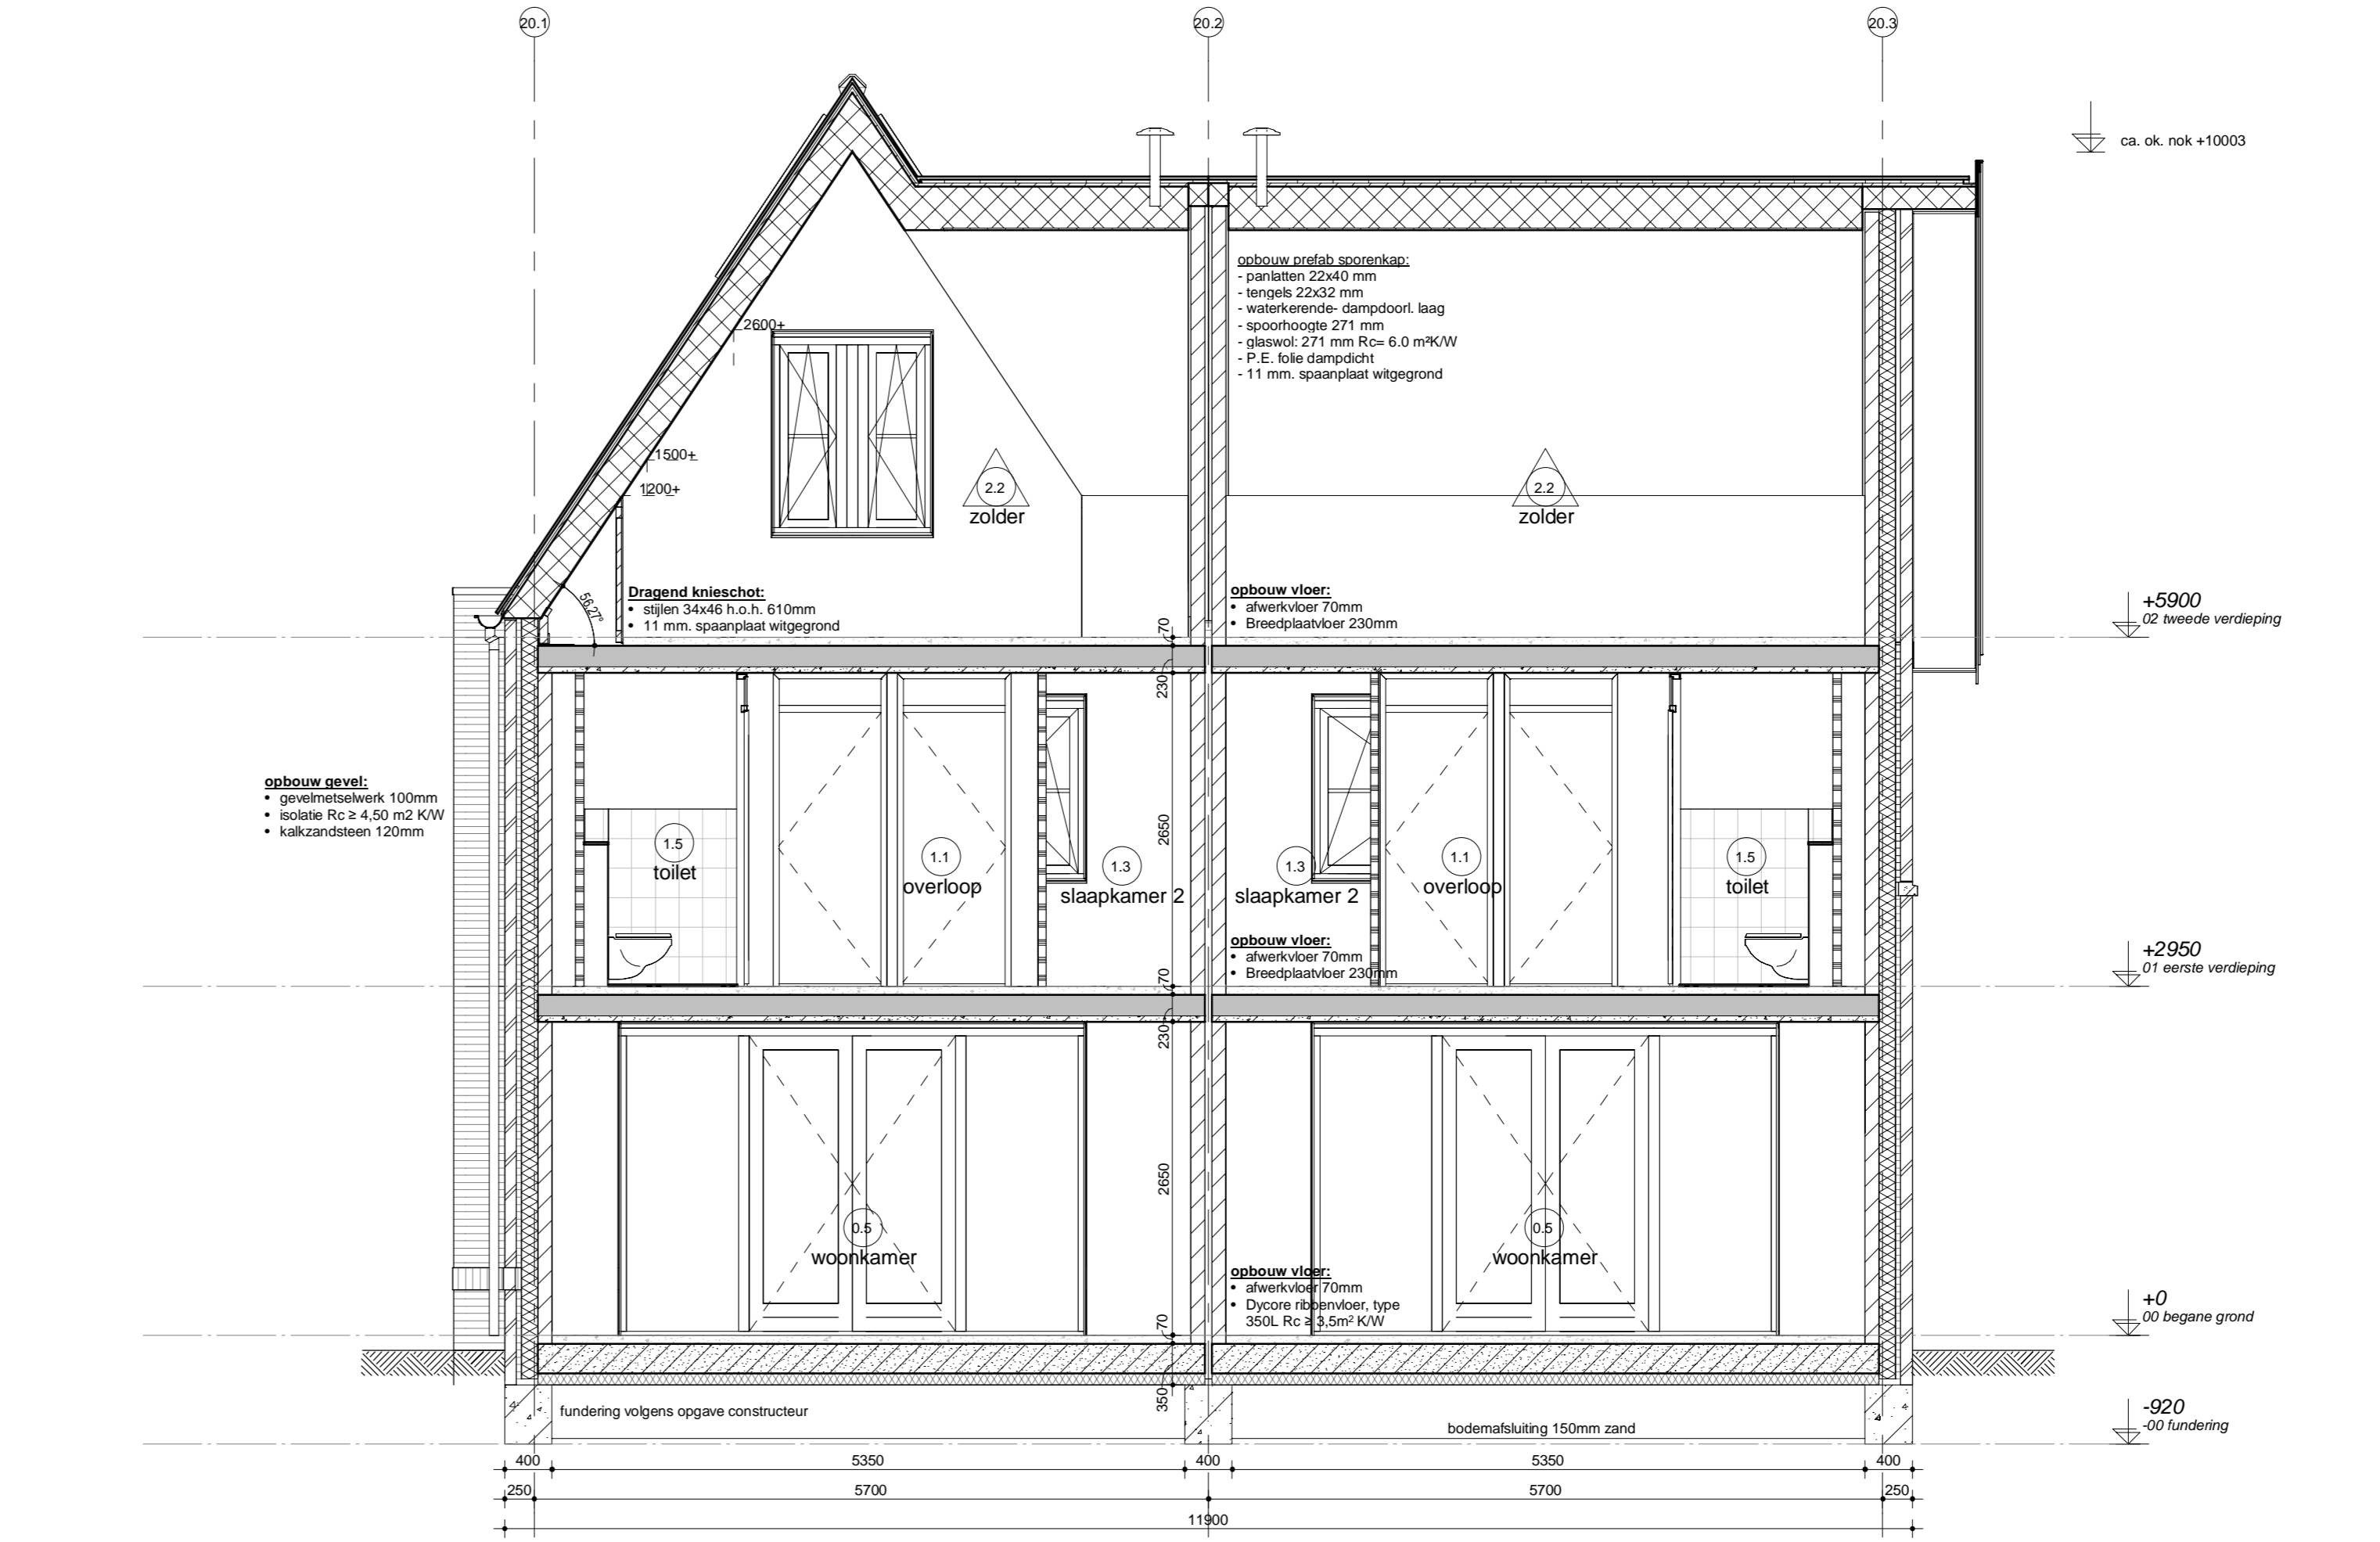 20.1
20.2
20.3
ca. ok. nok +10003
opbouw prefab sporenkap:
- panlatten 22x40 mm
- tengels 22x32 mm
- waterkerende- dampdoorl. laag
- spoorhoogte 271 mm
- glaswol: 271 mm Rc= 6.0 m²K/W
- P.E. folie dampdicht
- 11 mm. spaanplaat witgegrond
2600+
1500+
1200+
2.2
zolder
2.2
zolder
56,27°
Dragend knieschot:
• stijlen 34x46 h.o.h. 610mm
• 11 mm. spaanplaat witgegrond
opbouw vloer:
• afwerkvloer 70mm
• Breedplaatvloer 230mm
70
230
+5900
02 tweede verdieping
opbouw gevel:
• gevelmetselwerk 100mm
• isolatie Rc ≥ 4,50 m2 K/W
• kalkzandsteen 120mm
1.5
toilet
1.1
overloop
1.3
slaapkamer 2
2650
1.3
slaapkamer 2
1.1
overloop
1.5
toilet
opbouw vloer:
• afwerkvloer 70mm
• Breedplaatvloer 230mm
70
230
+2950
01 eerste verdieping
2650
0.5
woonkamer
0.5
woonkamer
opbouw vloer:
• afwerkvloer 70mm
• Dycore ribbenvloer, type
350L Rc ≥ 3,5m² K/W
70
350
+0
00 begane grond
fundering volgens opgave constructeur
bodemafsluiting 150mm zand
-920
-00 fundering
400
5350
400
5350
400
250
5700
5700
250
11900